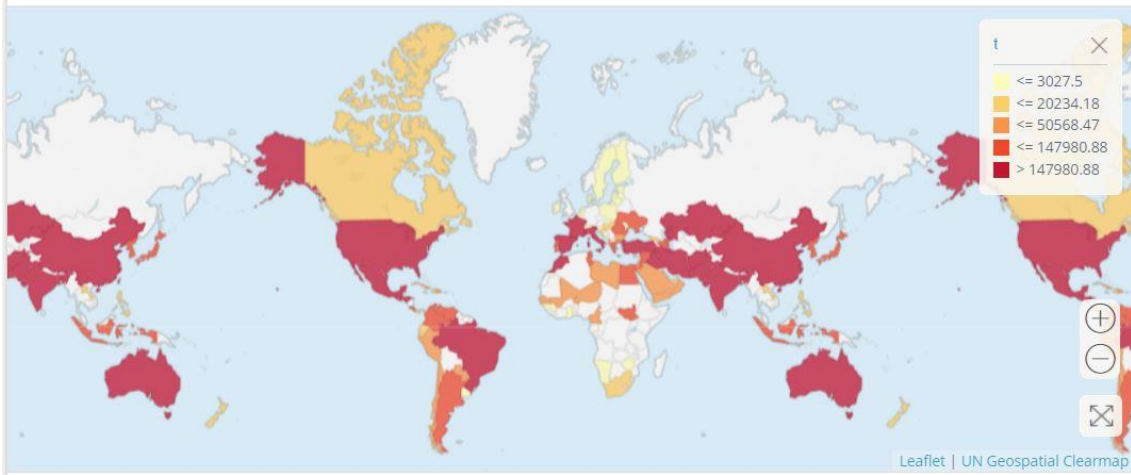 t
<= 3027.5
<= 20234.18
<= 50568.47
<= 147980.88
> 147980.88
Leaflet | UN Geospatial Clearmap